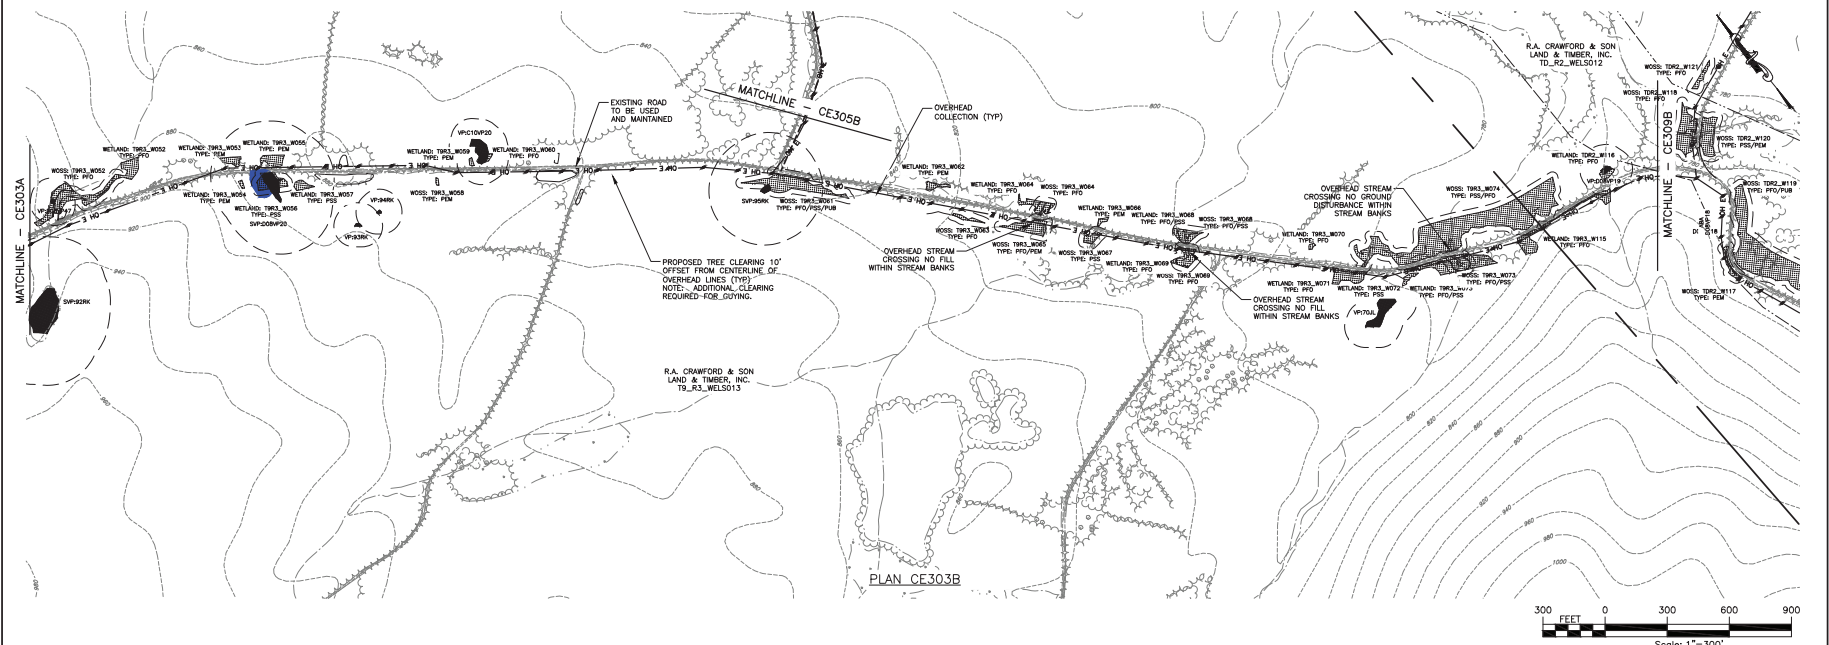 MATCHLINE - CE303A
WOSS: T9R3_W052
TYPE: PFO
WETLAND: T9R3_W052
TYPE: PFO
WETLAND: T9R3_W053
TYPE: PEM
WETLAND: T9R3_W055
TYPE: PEM
WETLAND: T9R3_W054
TYPE: PEM
WETLAND: T9R3_W056
TYPE: PSS
SVP:D08VP20
WETLAND: T9R3_W057
TYPE: PSS
VP:94RK
VP:93RK
SVP:92RK
VP:C10VP20
WETLAND: T9R3_W059
TYPE: PEM
WETLAND: T9R3_W060
TYPE: PFO
WOSS: T9R3_W058
TYPE: PEM
EXISTING ROAD
TO BE USED
AND MAINTAINED
MATCHLINE - CE305B
OVERHEAD
COLLECTION (TYP)
PROPOSED TREE CLEARING 10'
OFFSET FROM CENTERLINE OF
OVERHEAD LINES (TYP)
NOTE: ADDITIONAL CLEARING
REQUIRED FOR GUYING.
SVP:95RK
WOSS: T9R3_W061
TYPE: PFO/PSS/PUB
WOSS: T9R3_W062
TYPE: PEM
WETLAND: T9R3_W064
TYPE: PFO
WOSS: T9R3_W064
TYPE: PFO
WOSS: T9R3_W063
TYPE: PFO
WOSS: T9R3_W065
TYPE: PFO/PEM
WETLAND: T9R3_W066
TYPE: PEM
WOSS: T9R3_W067
TYPE: PSS
WETLAND: T9R3_W068
TYPE: PFO/PSS
WOSS: T9R3_W068
TYPE: PFO/PSS
WETLAND: T9R3_W069
TYPE: PFO
WOSS: T9R3_W069
TYPE: PFO
OVERHEAD STREAM
CROSSING NO FILL
WITHIN STREAM BANKS
OVERHEAD STREAM
CROSSING NO FILL
WITHIN STREAM BANKS
OVERHEAD STREAM
CROSSING NO GROUND
DISTURBANCE WITHIN
STREAM BANKS
WETLAND: T9R3_W070
TYPE: PFO
WETLAND: T9R3_W071
TYPE: PFO
WETLAND: T9R3_W072
TYPE: PSS
TYPE: PFO/PSS
WOSS: T9R3_W073
TYPE: PFO/PSS
WOSS: T9R3_W074
TYPE: PSS/PFO
VP:70JL
WETLAND: T9R3_W115
TYPE: PFO
WETLAND: TDR2_W116
TYPE: PFO
MATCHLINE - CE309B
R.A. CRAWFORD & SON
LAND & TIMBER, INC.
TD_R2_WELS012
WOSS: TDR2_W121
TYPE: PFO
WOSS: TDR2_W118
TYPE: PFO
WOSS: TDR2_W120
TYPE: PSS/PEM
WOSS: TDR2_W119
TYPE: PFO/PUB
WOSS: TDR2_W117
TYPE: PEM
R.A. CRAWFORD & SON
LAND & TIMBER, INC.
T9_R3_WELS013
PLAN CE303B
300 0 300 600 900
FEET
Scale: 1"=300'